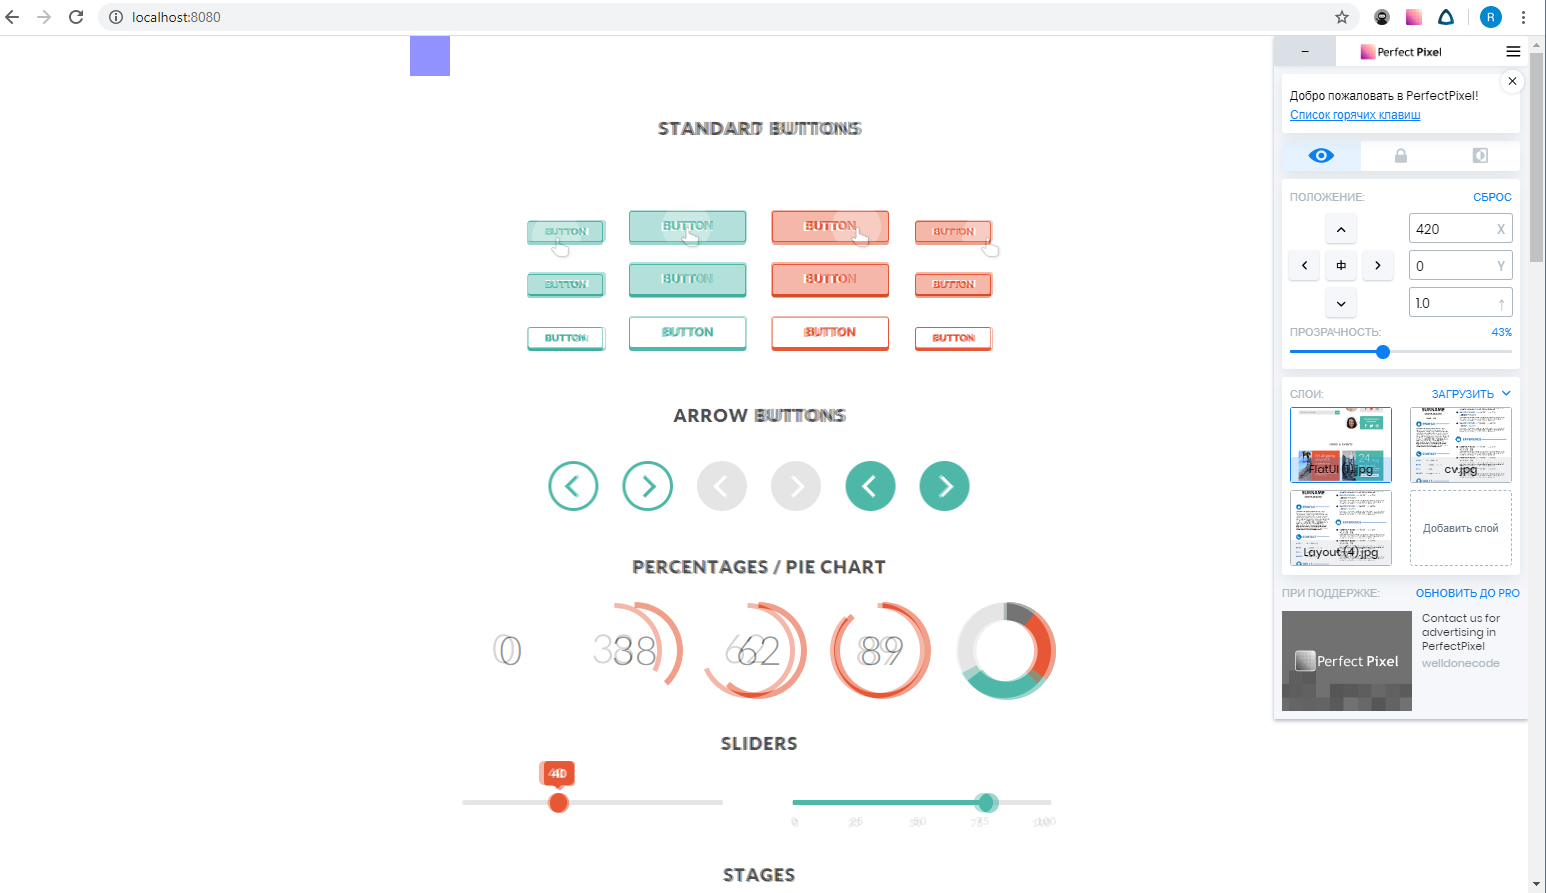 localhost:8080
R
Perfect Pixel
Добро пожаловать в PerfectPixel!
Список горячих клавиш
ПОЛОЖЕНИЕ: СБРОС
420 X
0 Y
1.0 ↑
ПРОЗРАЧНОСТЬ: 43%
СЛОИ: ЗАГРУЗИТЬ
FlatUI (1).jpg
cv.jpg
Layout (4).jpg
Добавить слой
ПРИ ПОДДЕРЖКЕ: ОБНОВИТЬ ДО PRO
Perfect Pixel
Contact us for
advertising in
PerfectPixel
welldonecode
STANDARD BUTTONS
BUTTON BUTTON BUTTON BUTTON
BUTTON BUTTON BUTTON BUTTON
BUTTON BUTTON BUTTON BUTTON
ARROW BUTTONS
PERCENTAGES / PIE CHART
0 38 62 89
SLIDERS
40
0 25 50 75 100
STAGES